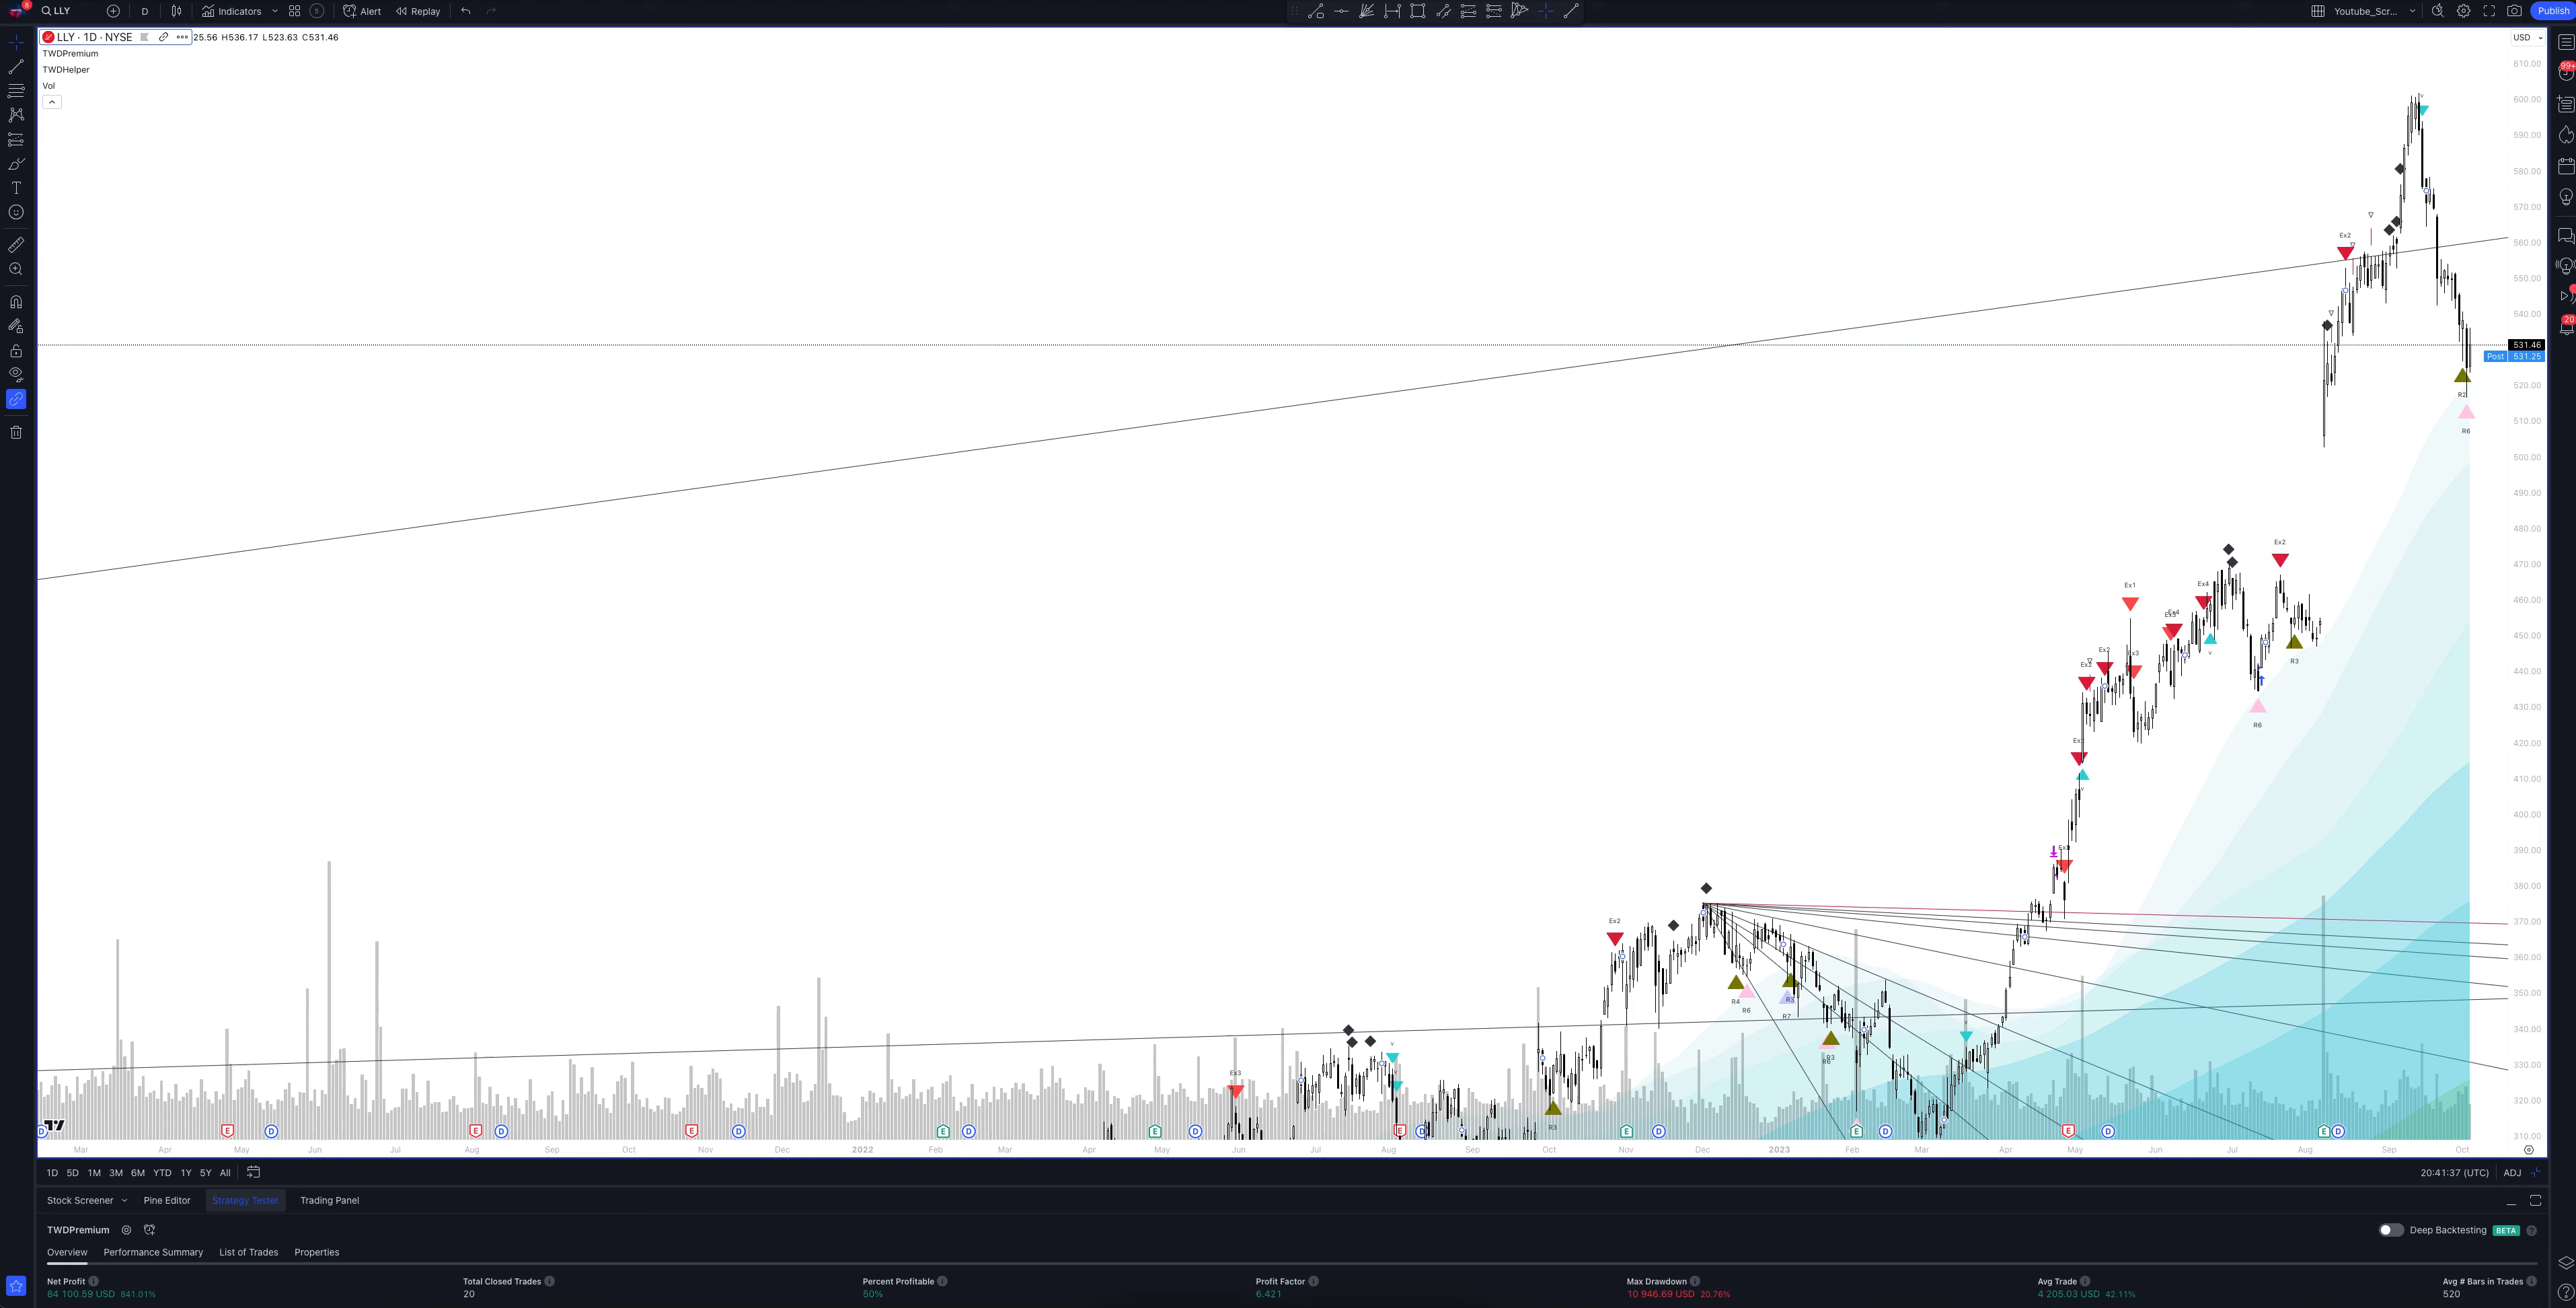 LLY D Indicators Alert Replay Youtube_Scr... Publish
LLY · 1D · NYSE 25.56 H536.17 L523.63 C531.46 USD
TWDPremium
TWDHelper
Vol
610.00
600.00
590.00
580.00
570.00
560.00
550.00
540.00
531.46
Post 531.25
520.00
510.00
500.00
490.00
480.00
470.00
460.00
450.00
440.00
430.00
420.00
410.00
400.00
390.00
380.00
370.00
360.00
350.00
340.00
330.00
320.00
310.00
99+
20
Ex2
R2
R6
Ex2
Ex1
Ex4
Ex2
Ex2
R3
R6
Ex2
R4
R6
R3
R7
R3
Ex3
R3
Mar Apr May Jun Jul Aug Sep Oct Nov Dec 2022 Feb Mar Apr May Jun Jul Aug Sep Oct Nov Dec 2023 Feb Mar Apr May Jun Jul Aug Sep Oct
1D 5D 1M 3M 6M YTD 1Y 5Y All 20:41:37 (UTC) ADJ
Stock Screener Pine Editor Strategy Tester Trading Panel
TWDPremium Deep Backtesting BETA
Overview Performance Summary List of Trades Properties
Net Profit Total Closed Trades Percent Profitable Profit Factor Max Drawdown Avg Trade Avg # Bars in Trades
84 100.59 USD 841.01% 20 50% 6.421 10 946.69 USD 20.76% 4 205.03 USD 42.11% 520